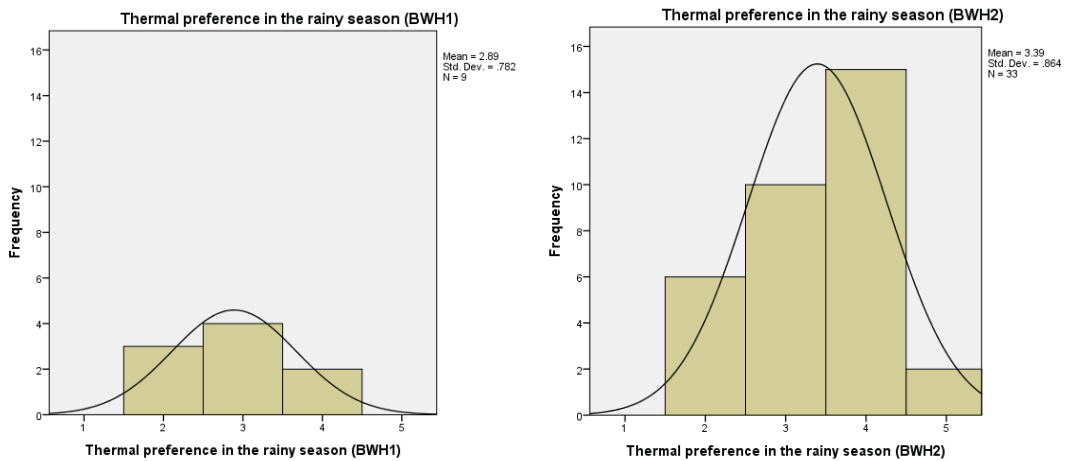 Thermal preference in the rainy season (BWH1)
Mean = 2.89
Std. Dev. = .782
N = 9
16
14
12
10
8
6
4
2
0
Frequency
1 2 3 4 5
Thermal preference in the rainy season (BWH1)
Thermal preference in the rainy season (BWH2)
Mean = 3.39
Std. Dev. = .864
N = 33
16
14
12
10
8
6
4
2
0
Frequency
1 2 3 4 5
Thermal preference in the rainy season (BWH2)